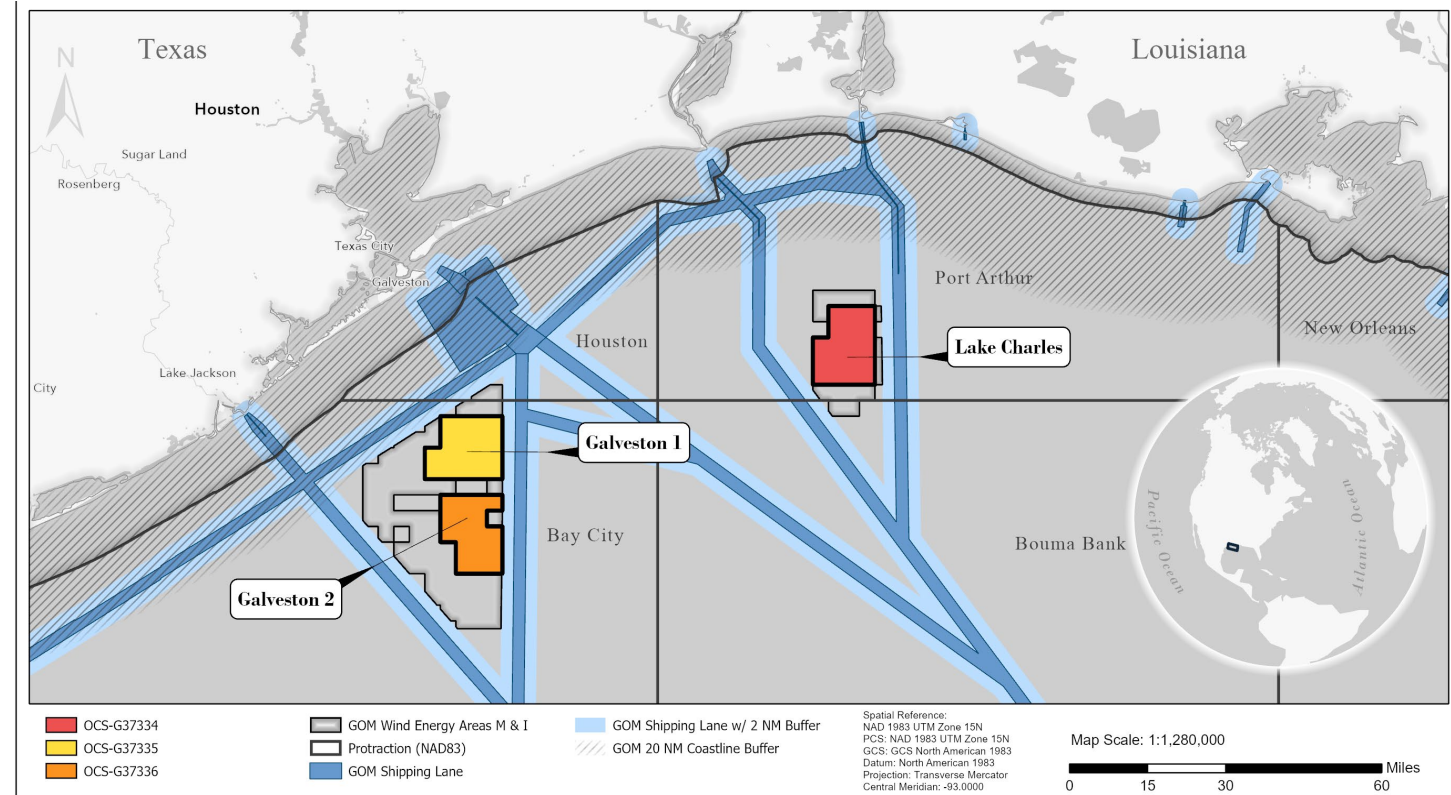 Texas
Louisiana
N
Houston
Sugar Land
Rosenberg
Texas City
Galveston
Port Arthur
New Orleans
Houston
Lake Charles
Lake Jackson
City
Galveston 1
Bay City
Bouma Bank
Galveston 2
Pacific Ocean
Atlantic Ocean
OCS-G37334
OCS-G37335
OCS-G37336
GOM Wind Energy Areas M & I
Protraction (NAD83)
GOM Shipping Lane
GOM Shipping Lane w/ 2 NM Buffer
GOM 20 NM Coastline Buffer
Spatial Reference:
NAD 1983 UTM Zone 15N
PCS: NAD 1983 UTM Zone 15N
GCS: GCS North American 1983
Datum: North American 1983
Projection: Transverse Mercator
Central Meridian: -93.0000
Map Scale: 1:1,280,000
Miles
0 15 30 60